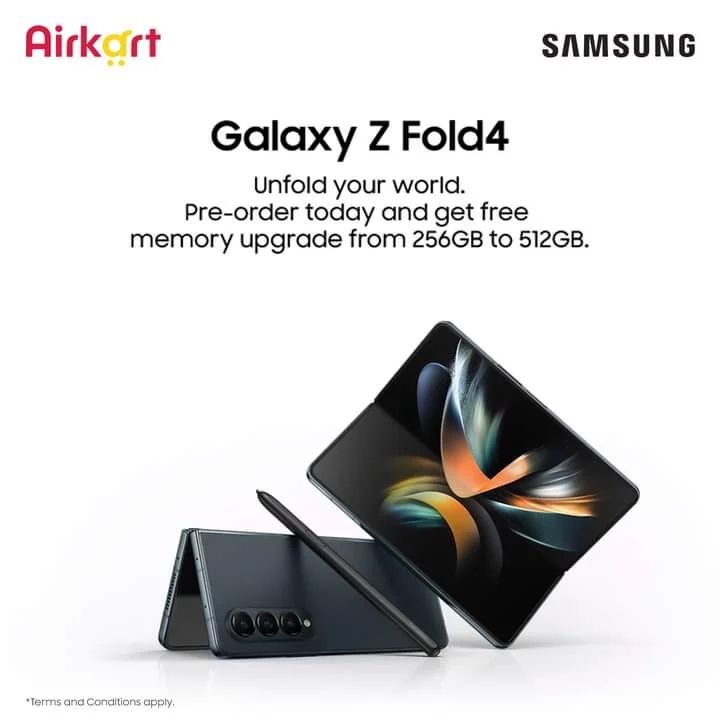 Airkart
SAMSUNG
Galaxy Z Fold4
Unfold your world.
Pre-order today and get free
memory upgrade from 256GB to 512GB.
*Terms and Conditions apply.